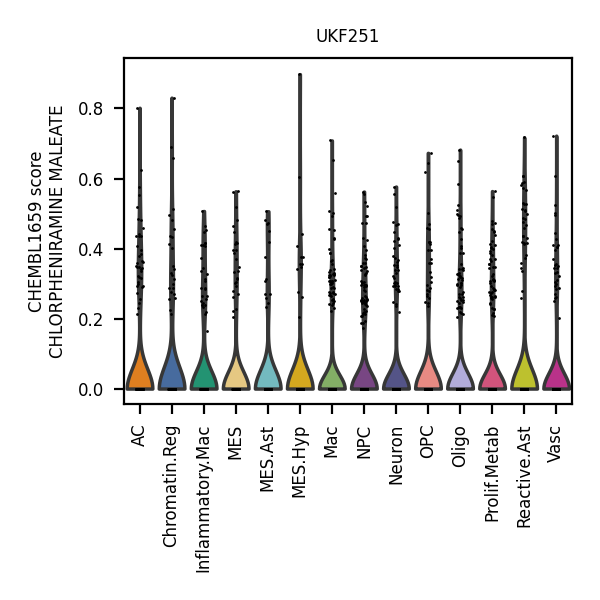 UKF251
CHEMBL1659 score
CHLORPHENIRAMINE MALEATE
0.8
0.6
0.4
0.2
0.0
AC
Chromatin.Reg
Inflammatory.Mac
MES
MES.Ast
MES.Hyp
Mac
NPC
Neuron
OPC
Oligo
Prolif.Metab
Reactive.Ast
Vasc